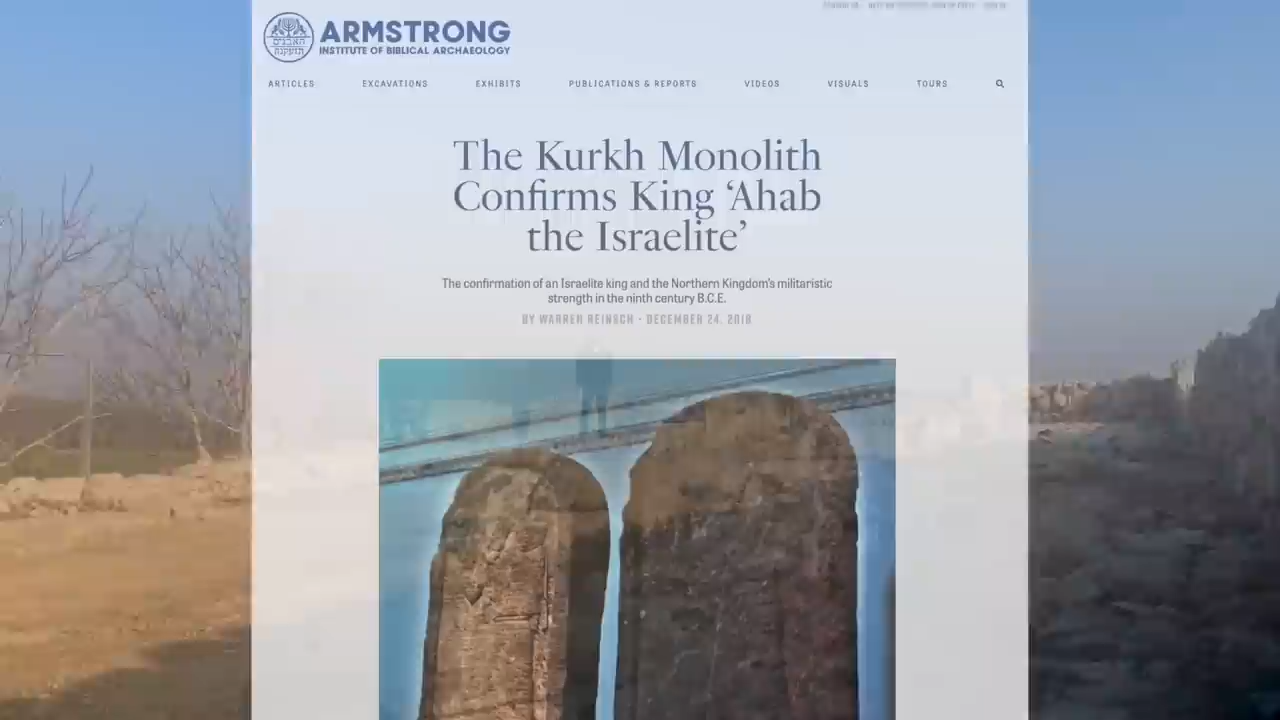 ARMSTRONG
INSTITUTE OF BIBLICAL ARCHAEOLOGY
ARTICLES EXCAVATIONS EXHIBITS PUBLICATIONS & REPORTS VIDEOS VISUALS TOURS
The Kurkh Monolith
Confirms King ‘Ahab
the Israelite’
The confirmation of an Israelite king and the Northern Kingdom's militaristic
strength in the ninth century B.C.E.
BY WARREN REINSCH • DECEMBER 24, 2018